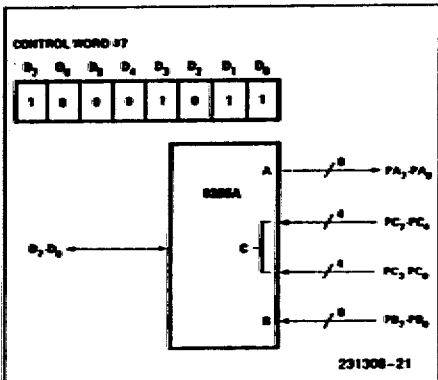 CONTROL WORD #7
D7 D6 D5 D4 D3 D2 D1 D0
1 0 0 0 1 0 1 1
A 8 PA7-PA0
8255A
4 PC7-PC4
D7-D0 C
4 PC3-PC0
B 8 PB7-PB0
231308-21